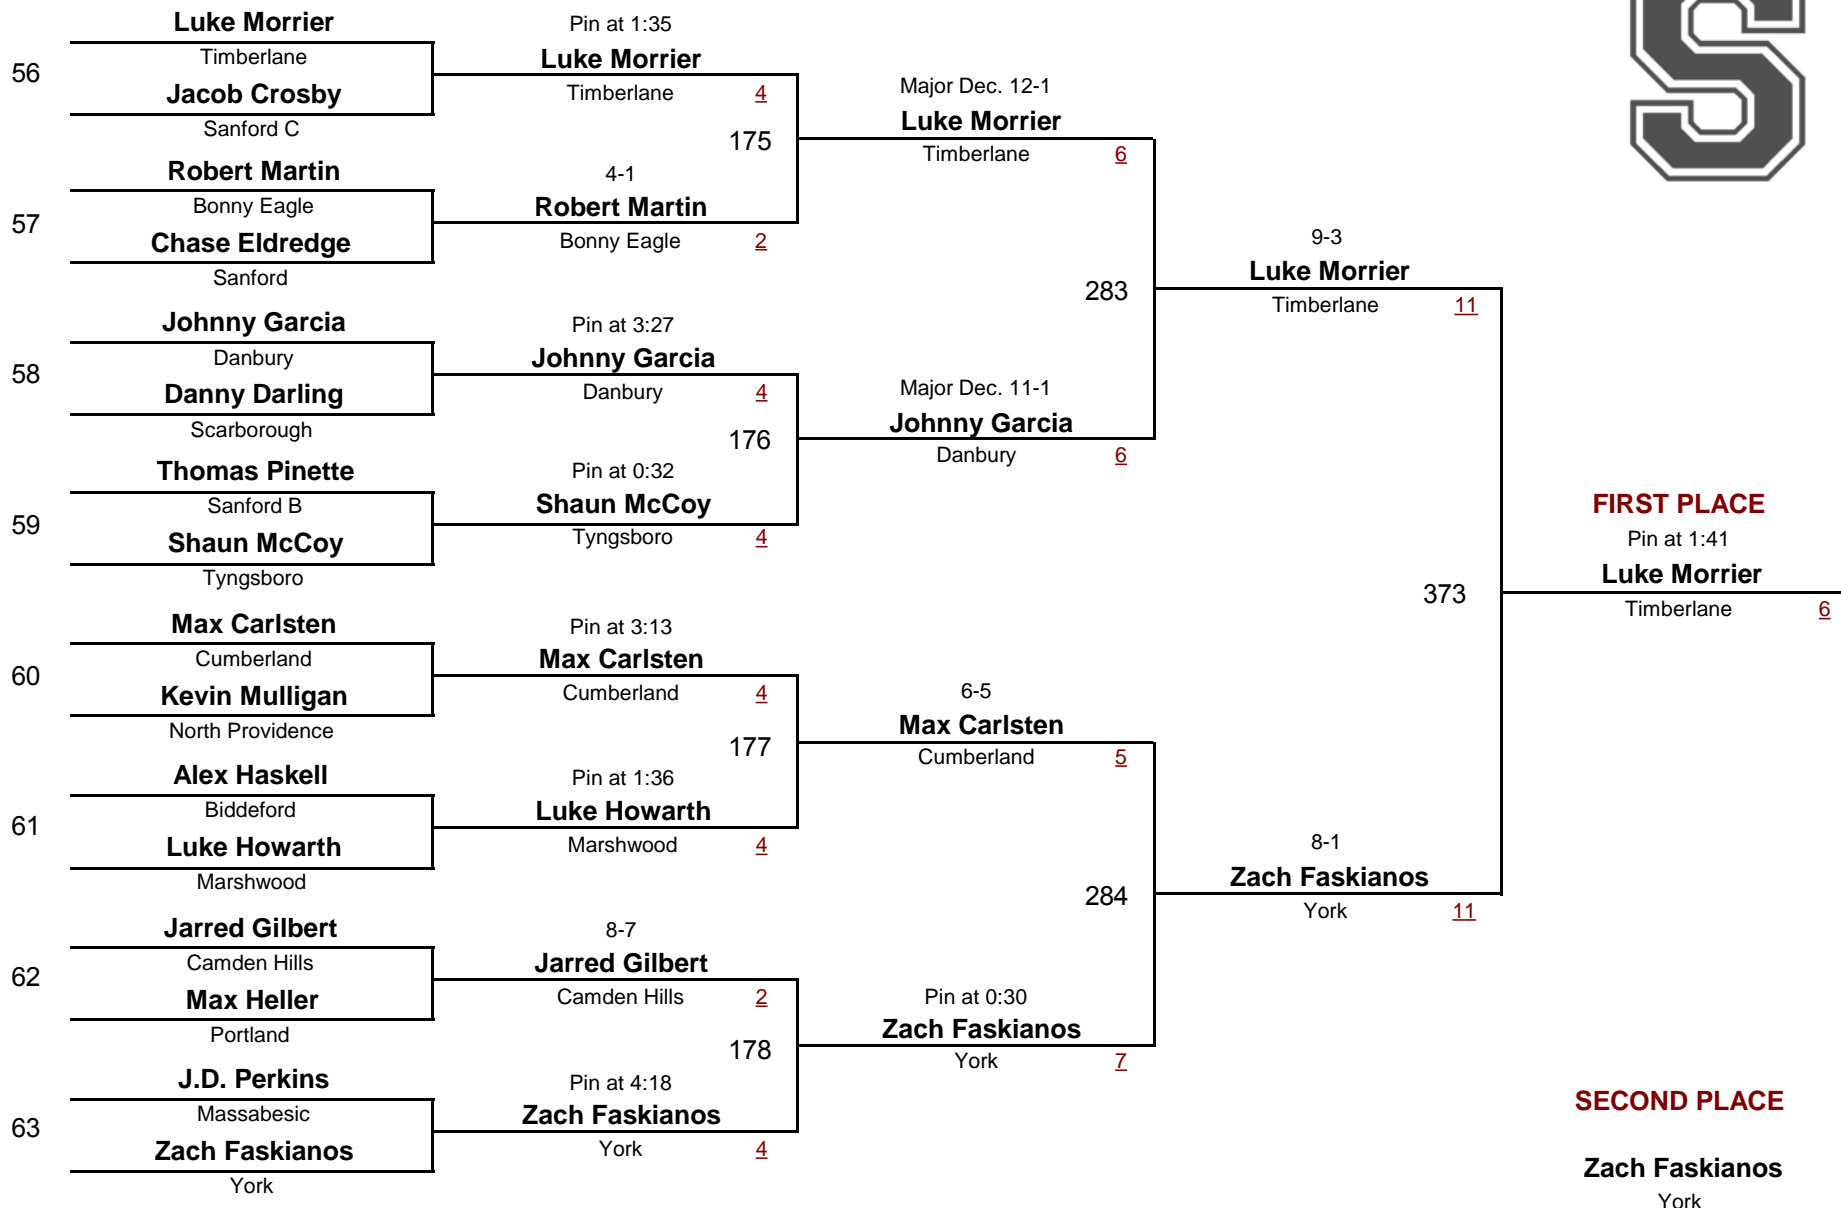 Luke Morrier
Timberlane
56
Jacob Crosby
Sanford C
Robert Martin
Bonny Eagle
57
Chase Eldredge
Sanford
Johnny Garcia
Danbury
58
Danny Darling
Scarborough
Thomas Pinette
Sanford B
59
Shaun McCoy
Tyngsboro
Max Carlsten
Cumberland
60
Kevin Mulligan
North Providence
Alex Haskell
Biddeford
61
Luke Howarth
Marshwood
Jarred Gilbert
Camden Hills
62
Max Heller
Portland
J.D. Perkins
Massabesic
63
Zach Faskianos
York
Pin at 1:35
Luke Morrier
Timberlane 4
175
4-1
Robert Martin
Bonny Eagle 2
Pin at 3:27
Johnny Garcia
Danbury 4
176
Pin at 0:32
Shaun McCoy
Tyngsboro 4
Pin at 3:13
Max Carlsten
Cumberland 4
177
Pin at 1:36
Luke Howarth
Marshwood 4
8-7
Jarred Gilbert
Camden Hills 2
178
Pin at 4:18
Zach Faskianos
York 4
Major Dec. 12-1
Luke Morrier
Timberlane 6
283
Major Dec. 11-1
Johnny Garcia
Danbury 6
6-5
Max Carlsten
Cumberland 5
284
Pin at 0:30
Zach Faskianos
York 7
9-3
Luke Morrier
Timberlane 11
373
8-1
Zach Faskianos
York 11
S
FIRST PLACE
Pin at 1:41
Luke Morrier
Timberlane 6
SECOND PLACE
Zach Faskianos
York